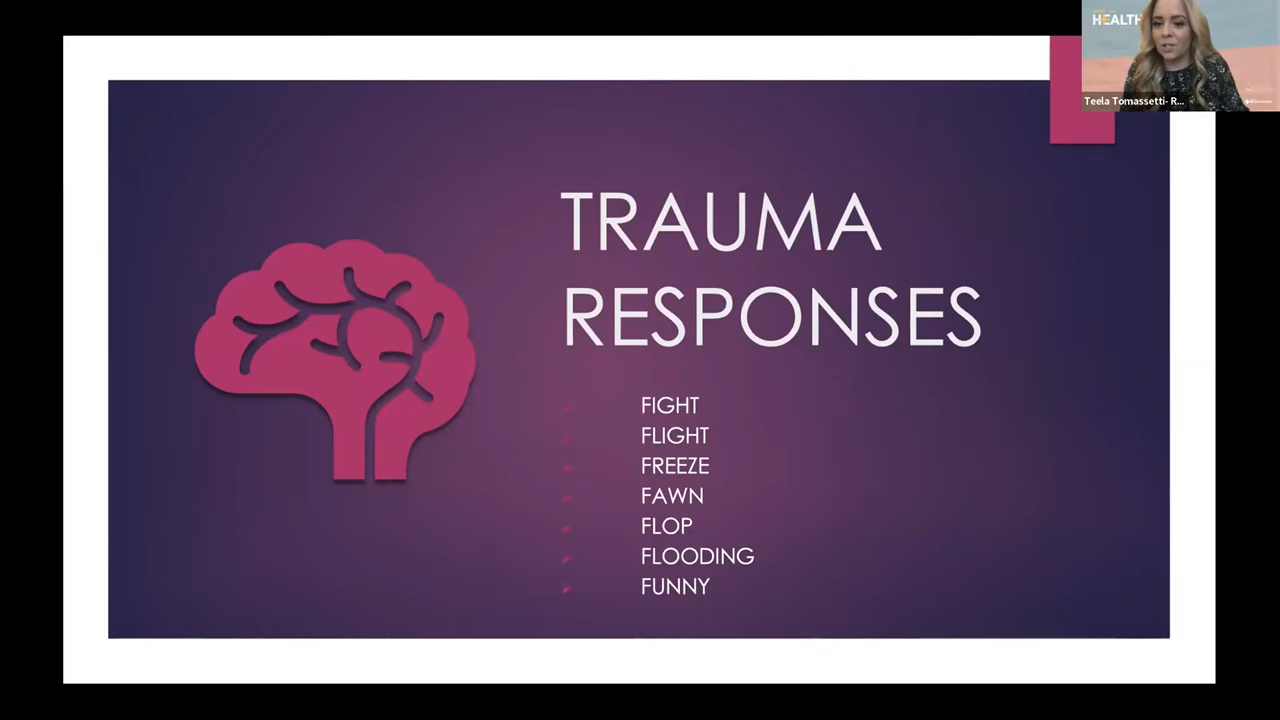 HEALTH
Teela Tomassetti- R...
TRAUMA
RESPONSES
FIGHT
FLIGHT
FREEZE
FAWN
FLOP
FLOODING
FUNNY